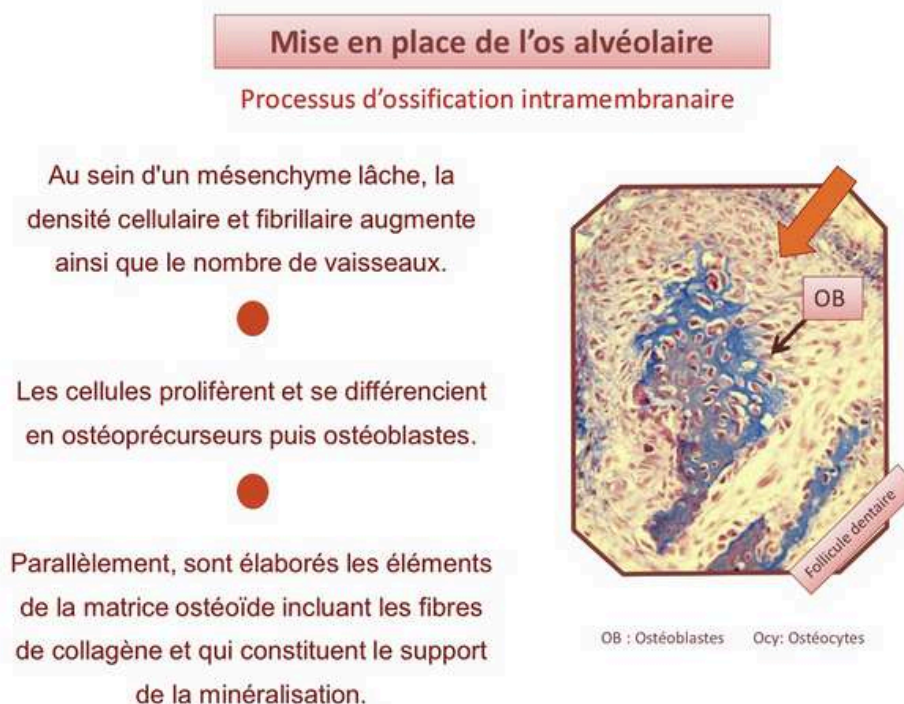 Mise en place de l'os alvéolaire
Processus d'ossification intramembranaire
Au sein d'un mésenchyme lâche, la
densité cellulaire et fibrillaire augmente
ainsi que le nombre de vaisseaux.
Les cellules prolifèrent et se différencient
en ostéoprécurseurs puis ostéoblastes.
Parallèlement, sont élaborés les éléments
de la matrice ostéoïde incluant les fibres
de collagène et qui constituent le support
de la minéralisation.
OB
Follicule dentaire
OB : Ostéoblastes Ocy: Ostéocytes